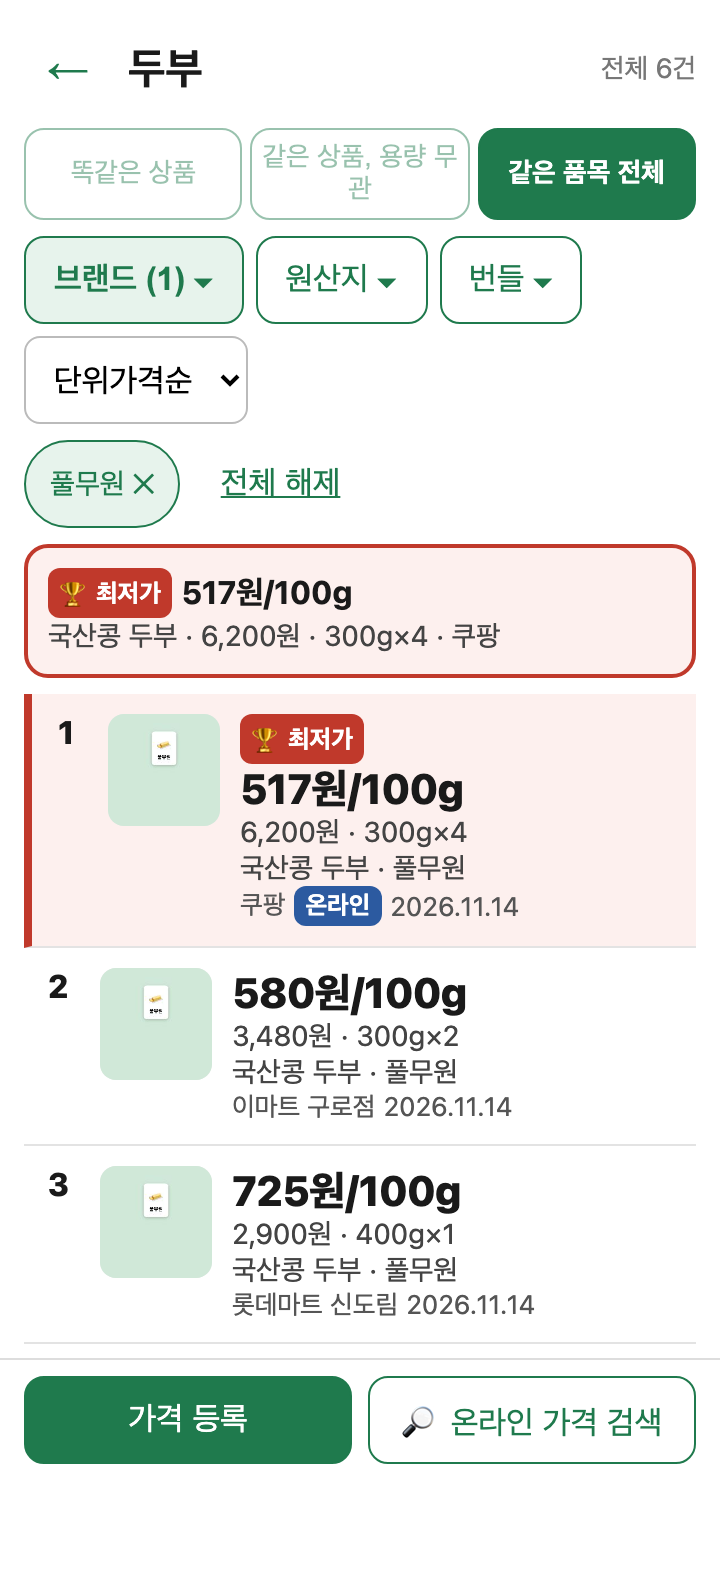 ← 두부 전체 6건
똑같은 상품
같은 상품, 용량 무
관
같은 품목 전체
브랜드 (1)
원산지
번들
단위가격순
풀무원 ×
전체 해제
🏆 최저가 517원/100g
국산콩 두부 · 6,200원 · 300g×4 · 쿠팡
1
풀무원
🏆 최저가
517원/100g
6,200원 · 300g×4
국산콩 두부 · 풀무원
쿠팡 온라인 2026.11.14
2
풀무원
580원/100g
3,480원 · 300g×2
국산콩 두부 · 풀무원
이마트 구로점 2026.11.14
3
풀무원
725원/100g
2,900원 · 400g×1
국산콩 두부 · 풀무원
롯데마트 신도림 2026.11.14
가격 등록
🔎 온라인 가격 검색